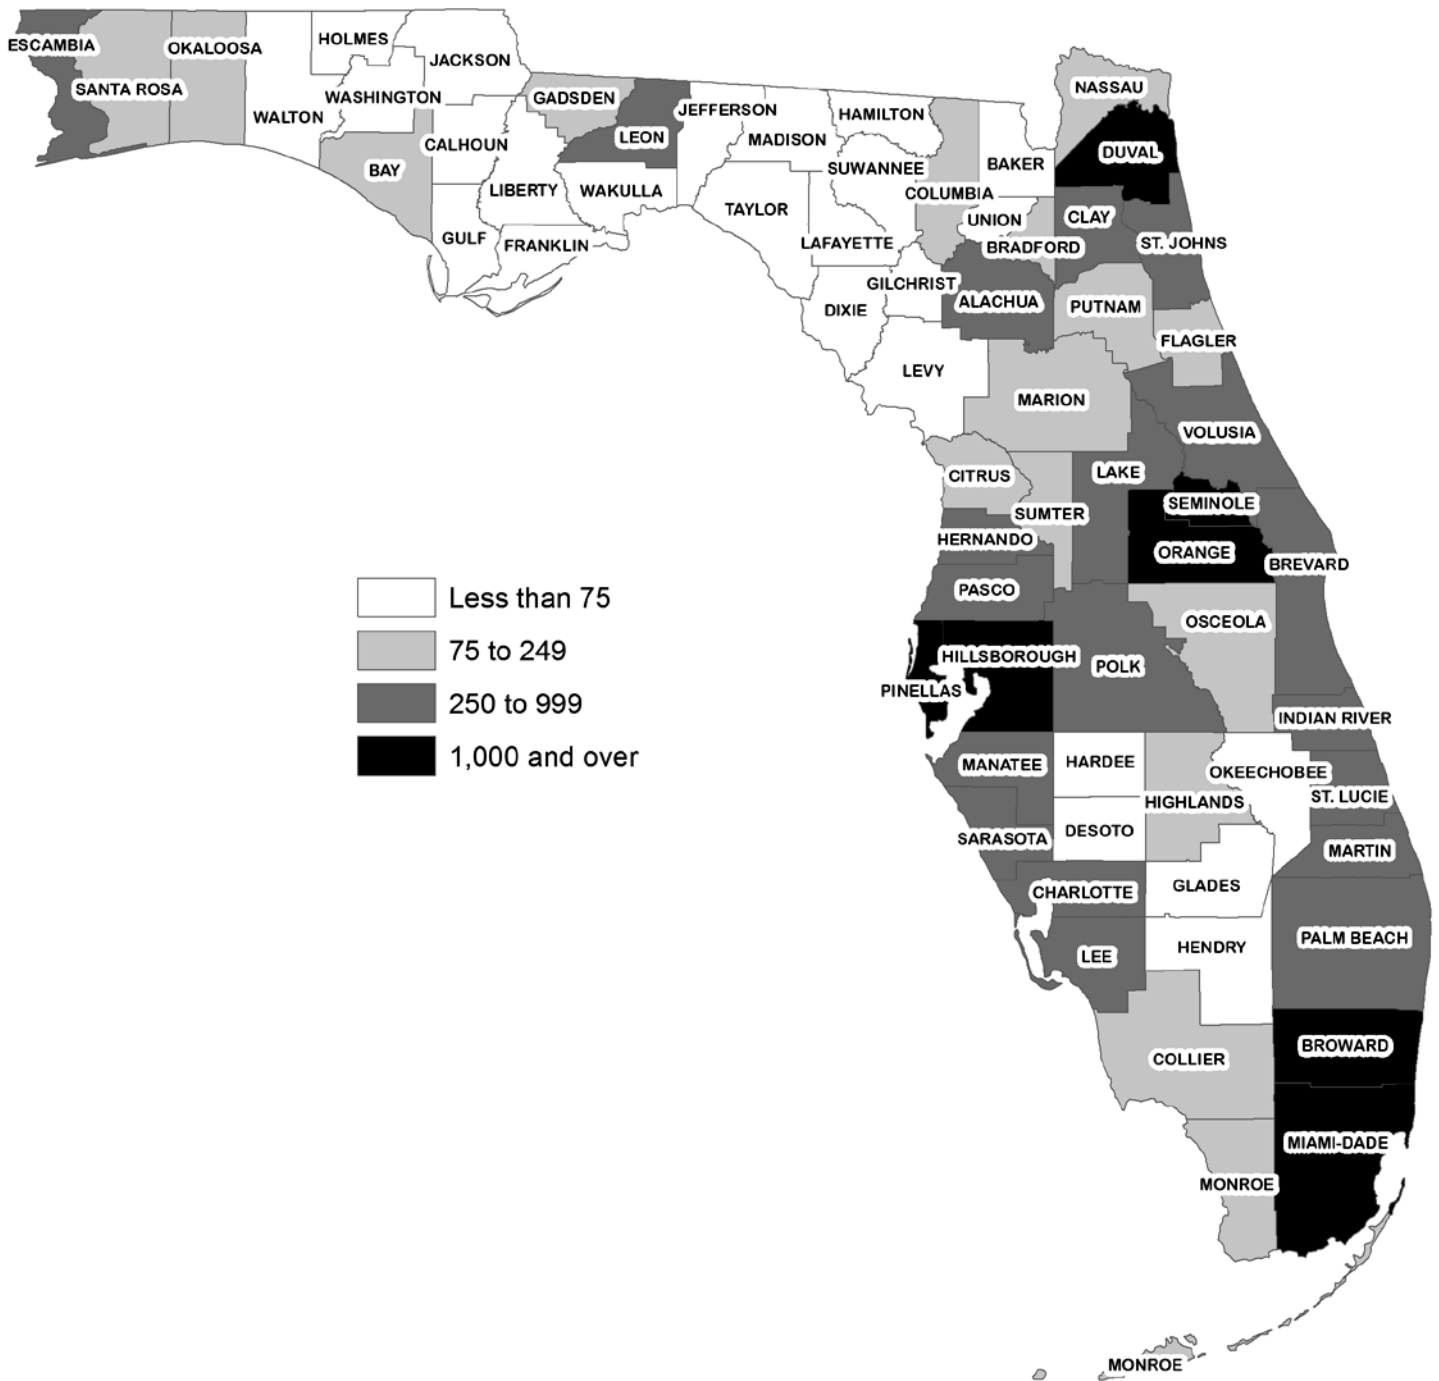 ESCAMBIA
SANTA ROSA
OKALOOSA
WALTON
HOLMES
WASHINGTON
JACKSON
BAY
CALHOUN
GULF
LIBERTY
FRANKLIN
GADSDEN
LEON
WAKULLA
JEFFERSON
MADISON
TAYLOR
HAMILTON
SUWANNEE
LAFAYETTE
DIXIE
GILCHRIST
LEVY
COLUMBIA
BAKER
UNION
BRADFORD
ALACHUA
NASSAU
DUVAL
CLAY
ST. JOHNS
PUTNAM
FLAGLER
MARION
VOLUSIA
CITRUS
SUMTER
LAKE
SEMINOLE
ORANGE
HERNANDO
PASCO
BREVARD
OSCEOLA
HILLSBOROUGH
PINELLAS
POLK
INDIAN RIVER
MANATEE
HARDEE
HIGHLANDS
OKEECHOBEE
ST. LUCIE
SARASOTA
DESOTO
MARTIN
CHARLOTTE
GLADES
LEE
HENDRY
PALM BEACH
COLLIER
BROWARD
MIAMI-DADE
MONROE
MONROE
Less than 75
75 to 249
250 to 999
1,000 and over